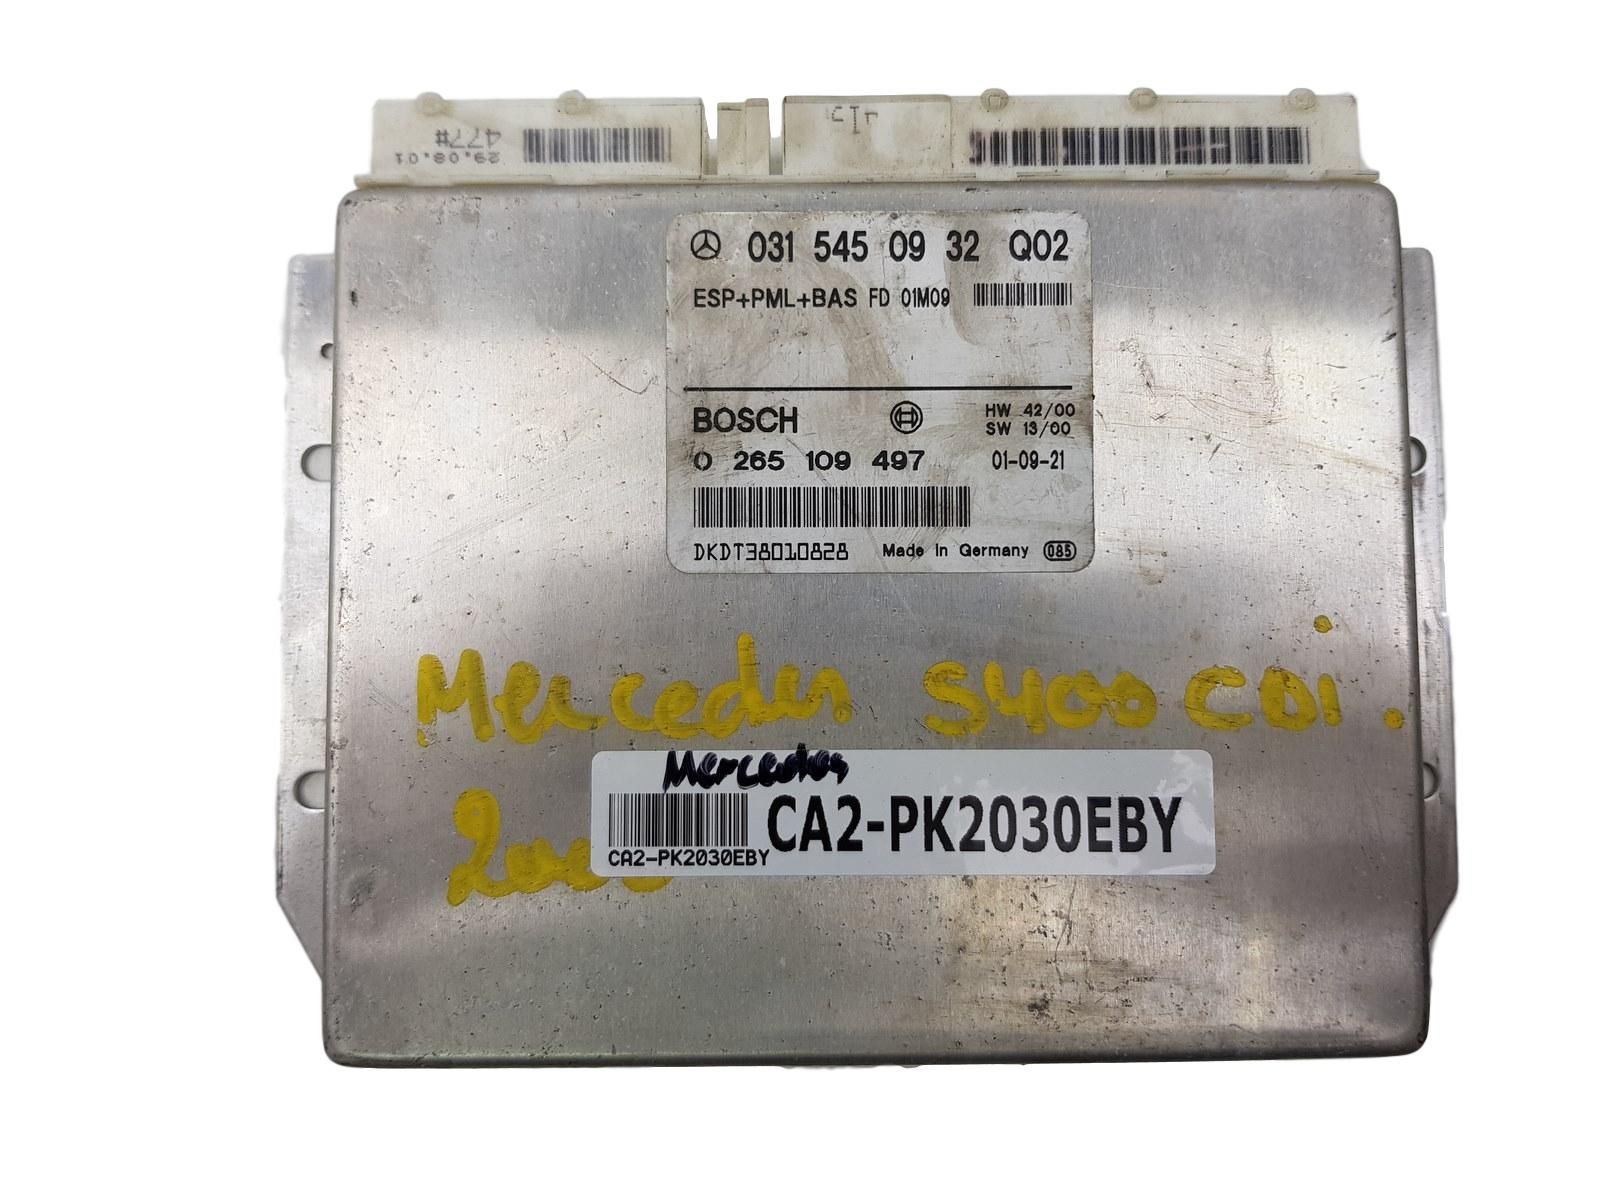 477#
29.08.01
031 545 09 32 Q02
ESP+PML+BAS FD 01M09
BOSCH
HW 42/00
SW 13/00
0 265 109 497 01-09-21
DKDT38010828 Made In Germany 085
Mercedes S400 CDi.
Mercedes
CA2-PK2030EBY
CA2-PK2030EBY